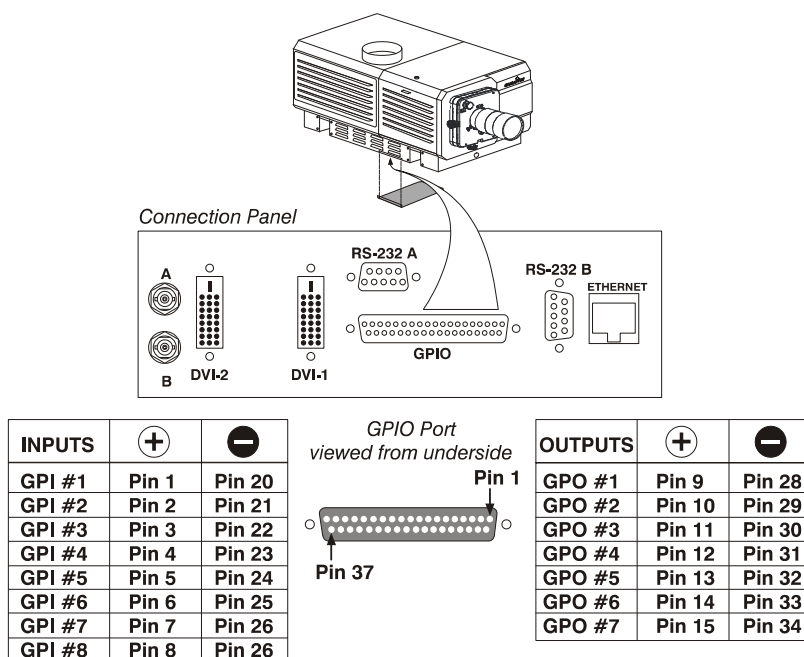 Connection Panel
A
B
DVI-2
DVI-1
RS-232 A
GPIO
RS-232 B
ETHERNET
INPUTS + −
GPI #1 Pin 1 Pin 20
GPI #2 Pin 2 Pin 21
GPI #3 Pin 3 Pin 22
GPI #4 Pin 4 Pin 23
GPI #5 Pin 5 Pin 24
GPI #6 Pin 6 Pin 25
GPI #7 Pin 7 Pin 26
GPI #8 Pin 8 Pin 26
GPIO Port
viewed from underside
Pin 1
Pin 37
OUTPUTS + −
GPO #1 Pin 9 Pin 28
GPO #2 Pin 10 Pin 29
GPO #3 Pin 11 Pin 30
GPO #4 Pin 12 Pin 31
GPO #5 Pin 13 Pin 32
GPO #6 Pin 14 Pin 33
GPO #7 Pin 15 Pin 34